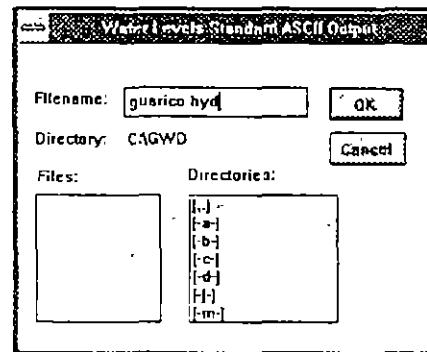 Water Levels Standard ASCII Output
Filename: guarico hyd
OK
Directory: C:\GWD
Cancel
Files:
Directories:
[..]
[-a-]
[-b-]
[-c-]
[-d-]
[-m-]